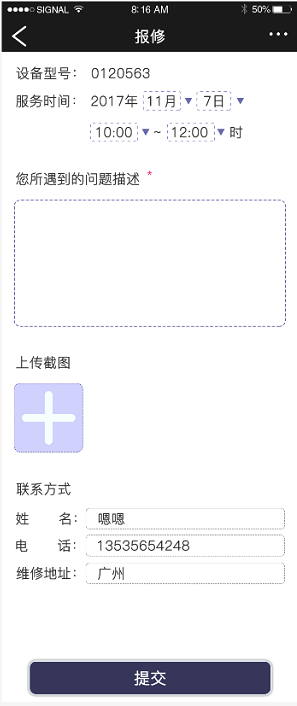 SIGNAL 8:16 AM 50%
报修
设备型号： 0120563
服务时间： 2017年 11月 7日
10:00 ~ 12:00 时
您所遇到的问题描述 *
上传截图
联系方式
姓 名： 嗯嗯
电 话： 13535654248
维修地址： 广州
提交